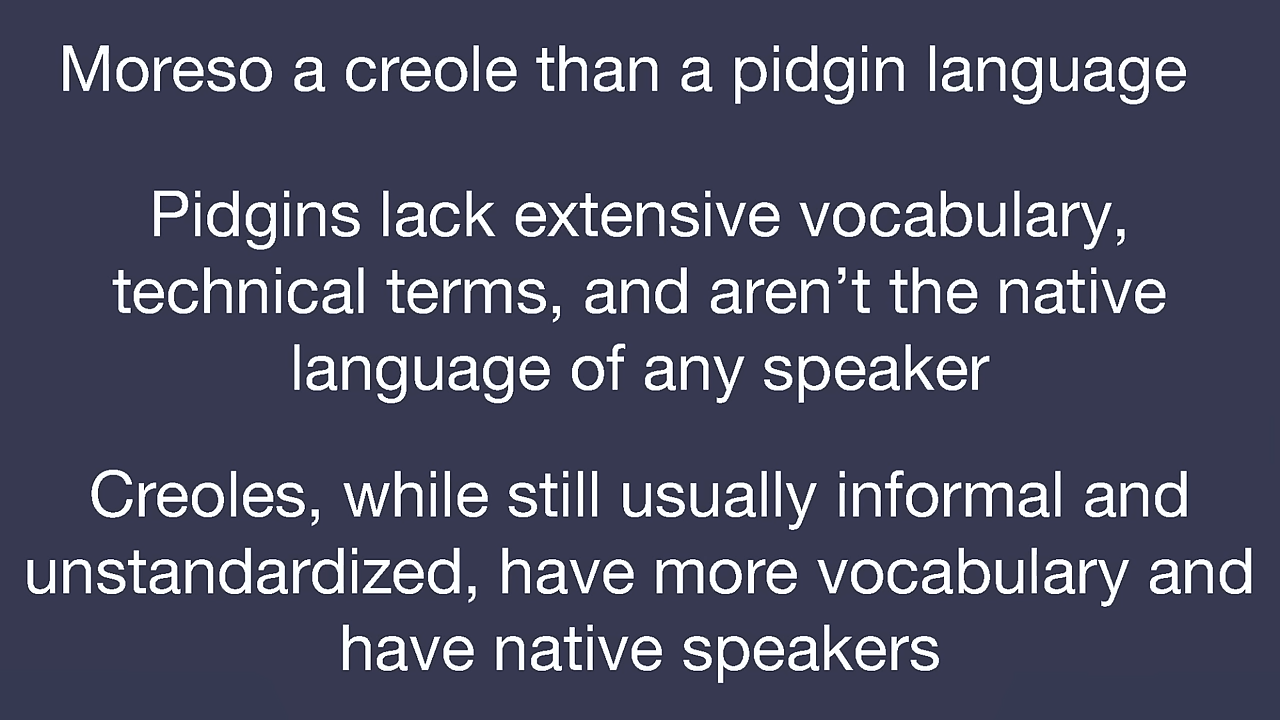 Moreso a creole than a pidgin language
Pidgins lack extensive vocabulary,
technical terms, and aren’t the native
language of any speaker
Creoles, while still usually informal and
unstandardized, have more vocabulary and
have native speakers